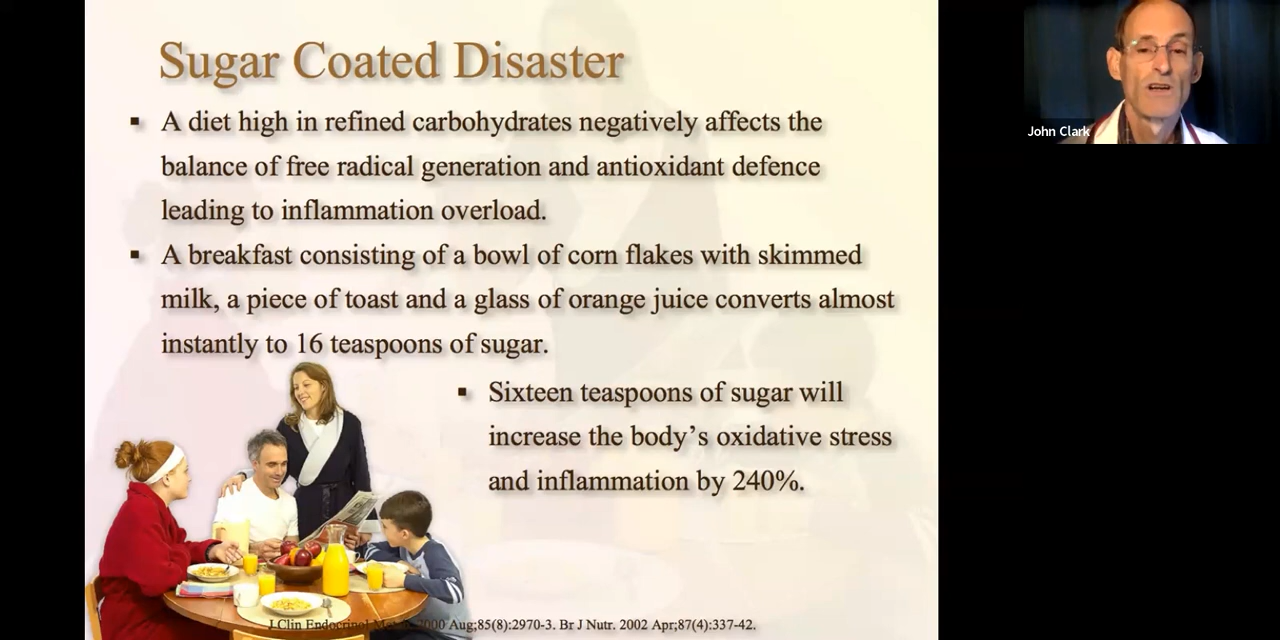 Sugar Coated Disaster
▪ A diet high in refined carbohydrates negatively affects the
balance of free radical generation and antioxidant defence
leading to inflammation overload.
▪ A breakfast consisting of a bowl of corn flakes with skimmed
milk, a piece of toast and a glass of orange juice converts almost
instantly to 16 teaspoons of sugar.
▪ Sixteen teaspoons of sugar will
increase the body’s oxidative stress
and inflammation by 240%.
J Clin Endocrinol 2000 Aug;85(8):2970-3. Br J Nutr. 2002 Apr;87(4):337-42.
John Clark